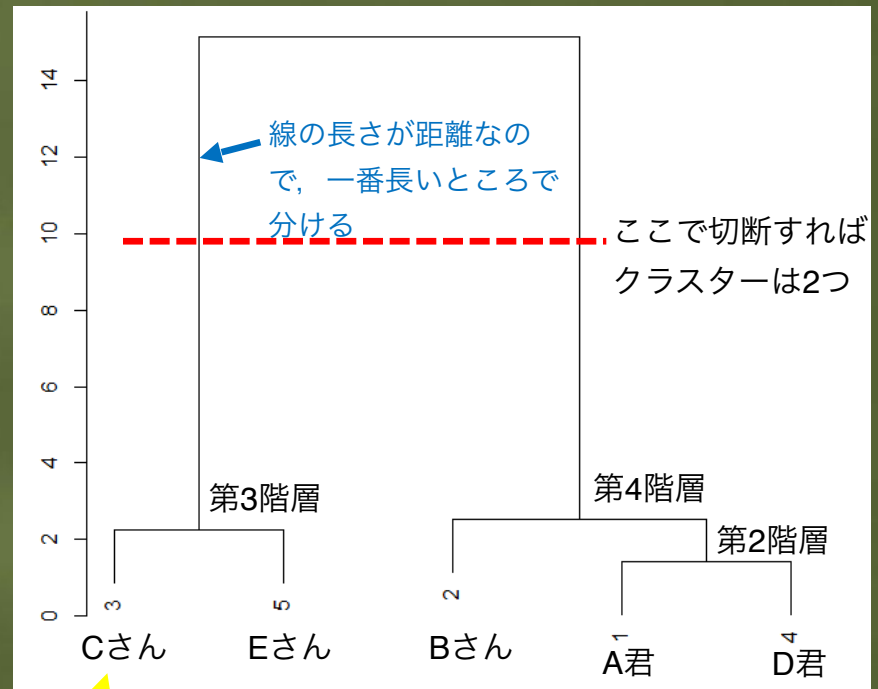 14
12
10
8
6
4
2
0
線の長さが距離なの
で，一番長いところで
分ける
ここで切断すれば
クラスターは2つ
第3階層
第4階層
第2階層
3
5
2
1
4
Cさん
Eさん
Bさん
A君
D君